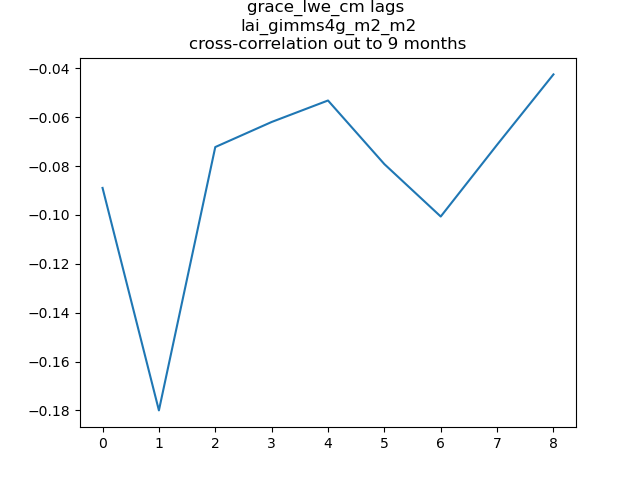 grace_lwe_cm lags
lai_gimms4g_m2_m2
cross-correlation out to 9 months
−0.04
−0.06
−0.08
−0.10
−0.12
−0.14
−0.16
−0.18
0 1 2 3 4 5 6 7 8